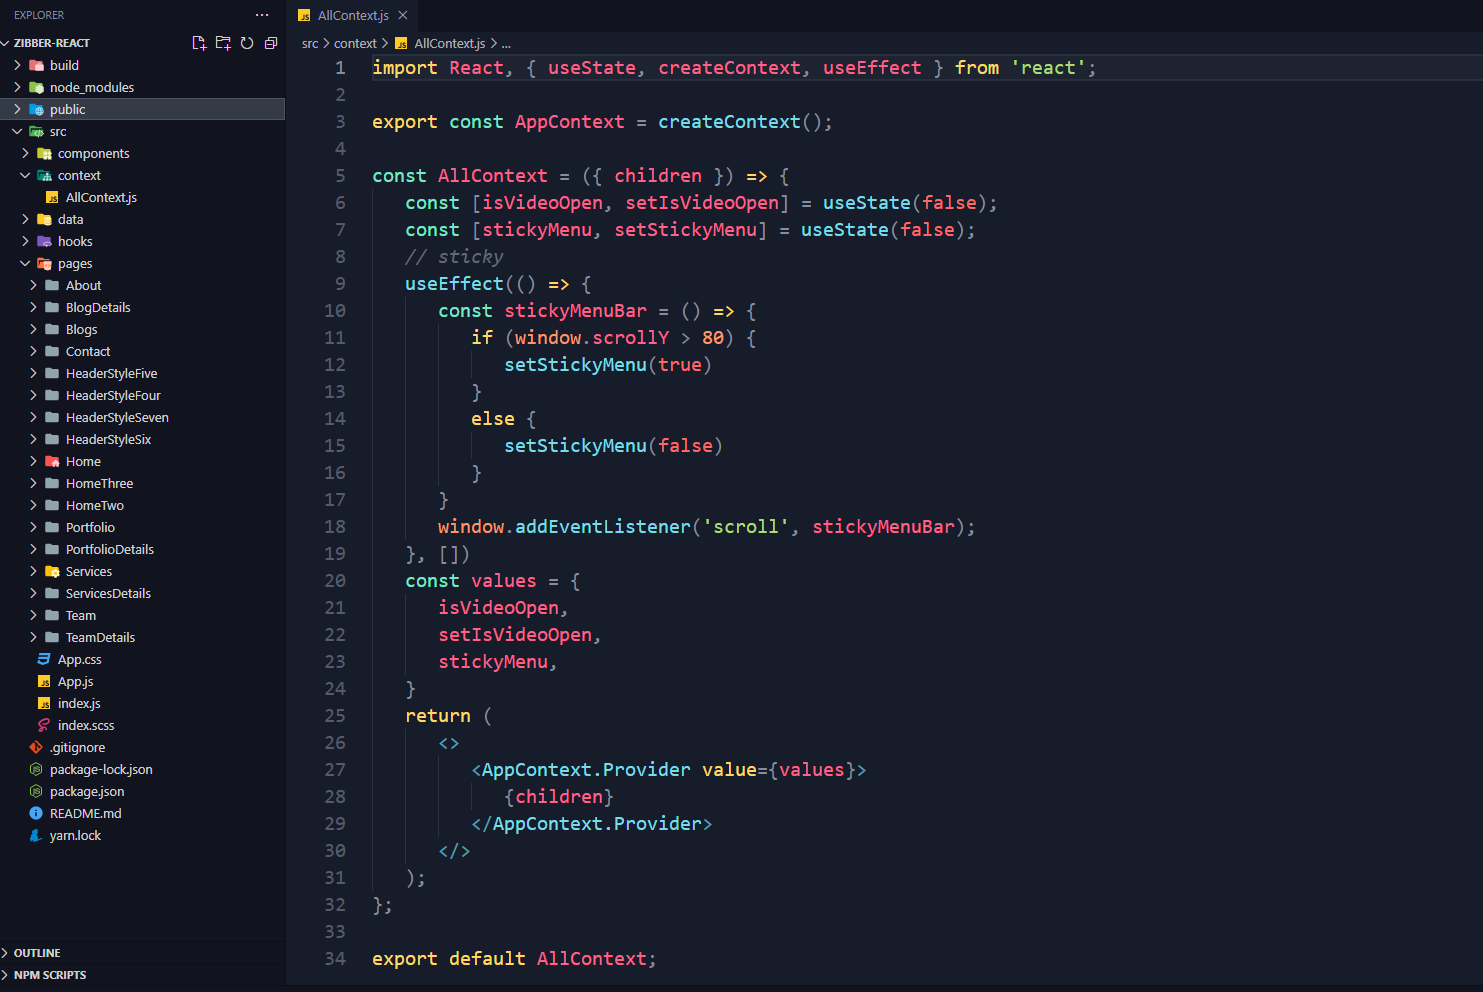 EXPLORER
ZIBBER-REACT
build
node_modules
public
src
components
context
AllContext.js
data
hooks
pages
About
BlogDetails
Blogs
Contact
HeaderStyleFive
HeaderStyleFour
HeaderStyleSeven
HeaderStyleSix
Home
HomeThree
HomeTwo
Portfolio
PortfolioDetails
Services
ServicesDetails
Team
TeamDetails
App.css
App.js
index.js
index.scss
.gitignore
package-lock.json
package.json
README.md
yarn.lock
OUTLINE
NPM SCRIPTS
JS AllContext.js
src > context > JS AllContext.js > ...
1 import React, { useState, createContext, useEffect } from 'react';
2
3 export const AppContext = createContext();
4
5 const AllContext = ({ children }) => {
6 const [isVideoOpen, setIsVideoOpen] = useState(false);
7 const [stickyMenu, setStickyMenu] = useState(false);
8 // sticky
9 useEffect(() => {
10 const stickyMenuBar = () => {
11 if (window.scrollY > 80) {
12 setStickyMenu(true)
13 }
14 else {
15 setStickyMenu(false)
16 }
17 }
18 window.addEventListener('scroll', stickyMenuBar);
19 }, [])
20 const values = {
21 isVideoOpen,
22 setIsVideoOpen,
23 stickyMenu,
24 }
25 return (
26 <>
27 <AppContext.Provider value={values}>
28 {children}
29 </AppContext.Provider>
30 </>
31 );
32 };
33
34 export default AllContext;